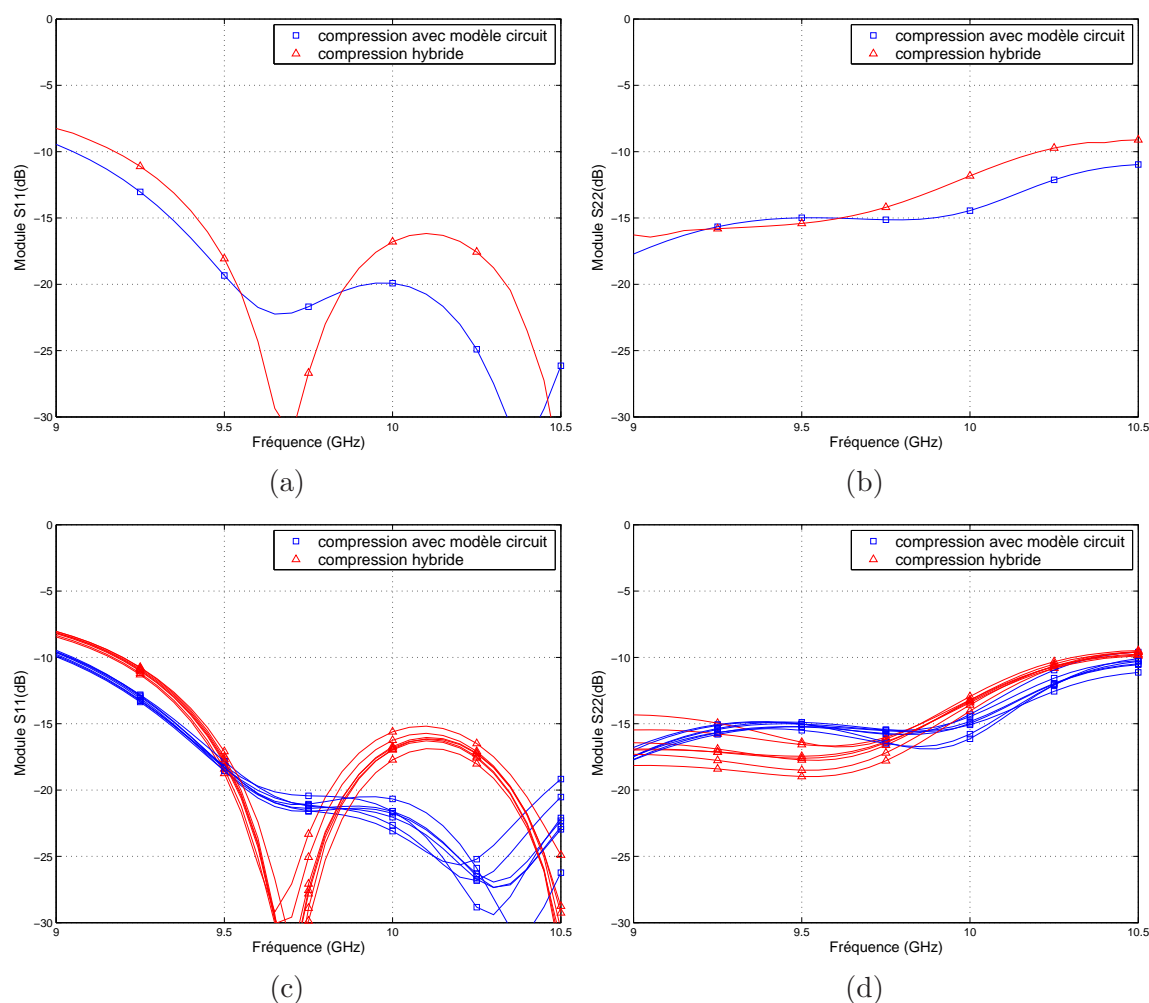 0
−5
−10
−15
−20
−25
−30
9
9.5
10
10.5
Fréquence (GHz)
Module S11(dB)
compression avec modèle circuit
compression hybride
(a)
0
−5
−10
−15
−20
−25
−30
9
9.5
10
10.5
Fréquence (GHz)
Module S22(dB)
compression avec modèle circuit
compression hybride
(b)
0
−5
−10
−15
−20
−25
−30
9
9.5
10
10.5
Fréquence (GHz)
Module S11(dB)
compression avec modèle circuit
compression hybride
(c)
0
−5
−10
−15
−20
−25
−30
9
9.5
10
10.5
Fréquence (GHz)
Module S22(dB)
compression avec modèle circuit
compression hybride
(d)